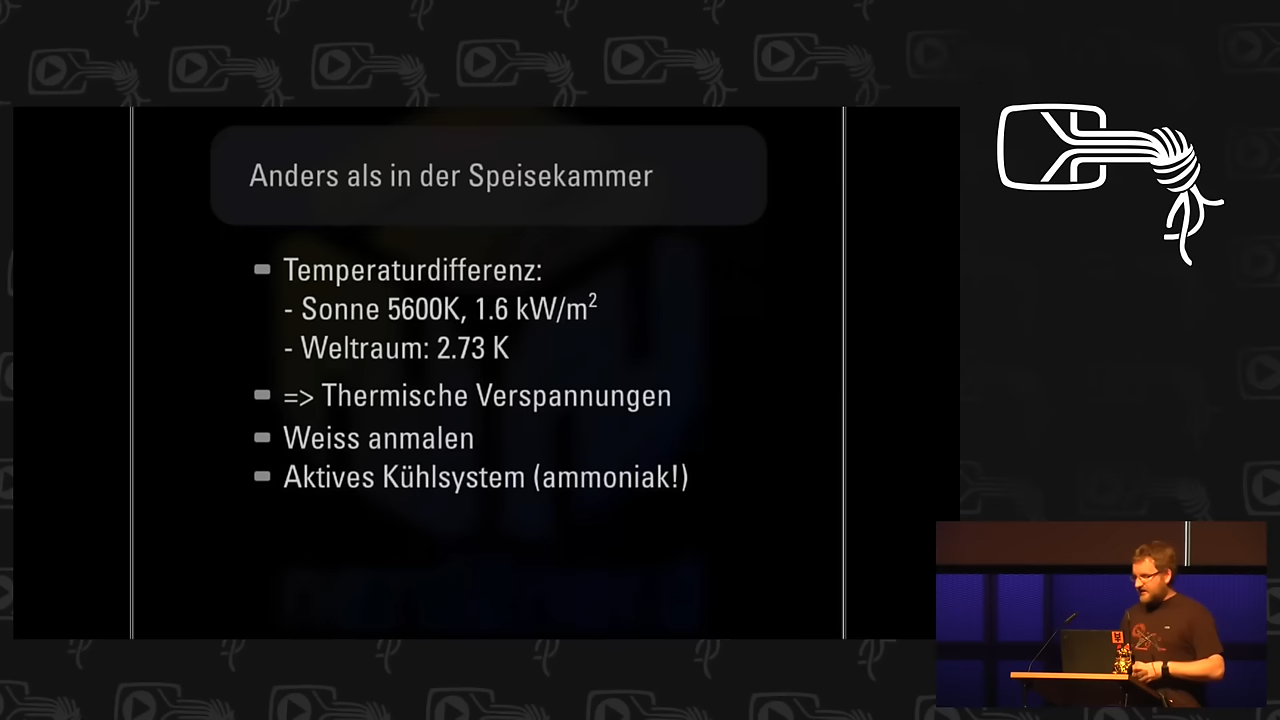 Anders als in der Speisekammer
Temperaturdifferenz:
- Sonne 5600K, 1.6 kW/m²
- Weltraum: 2.73 K
=> Thermische Verspannungen
Weiss anmalen
Aktives Kühlsystem (ammoniak!)